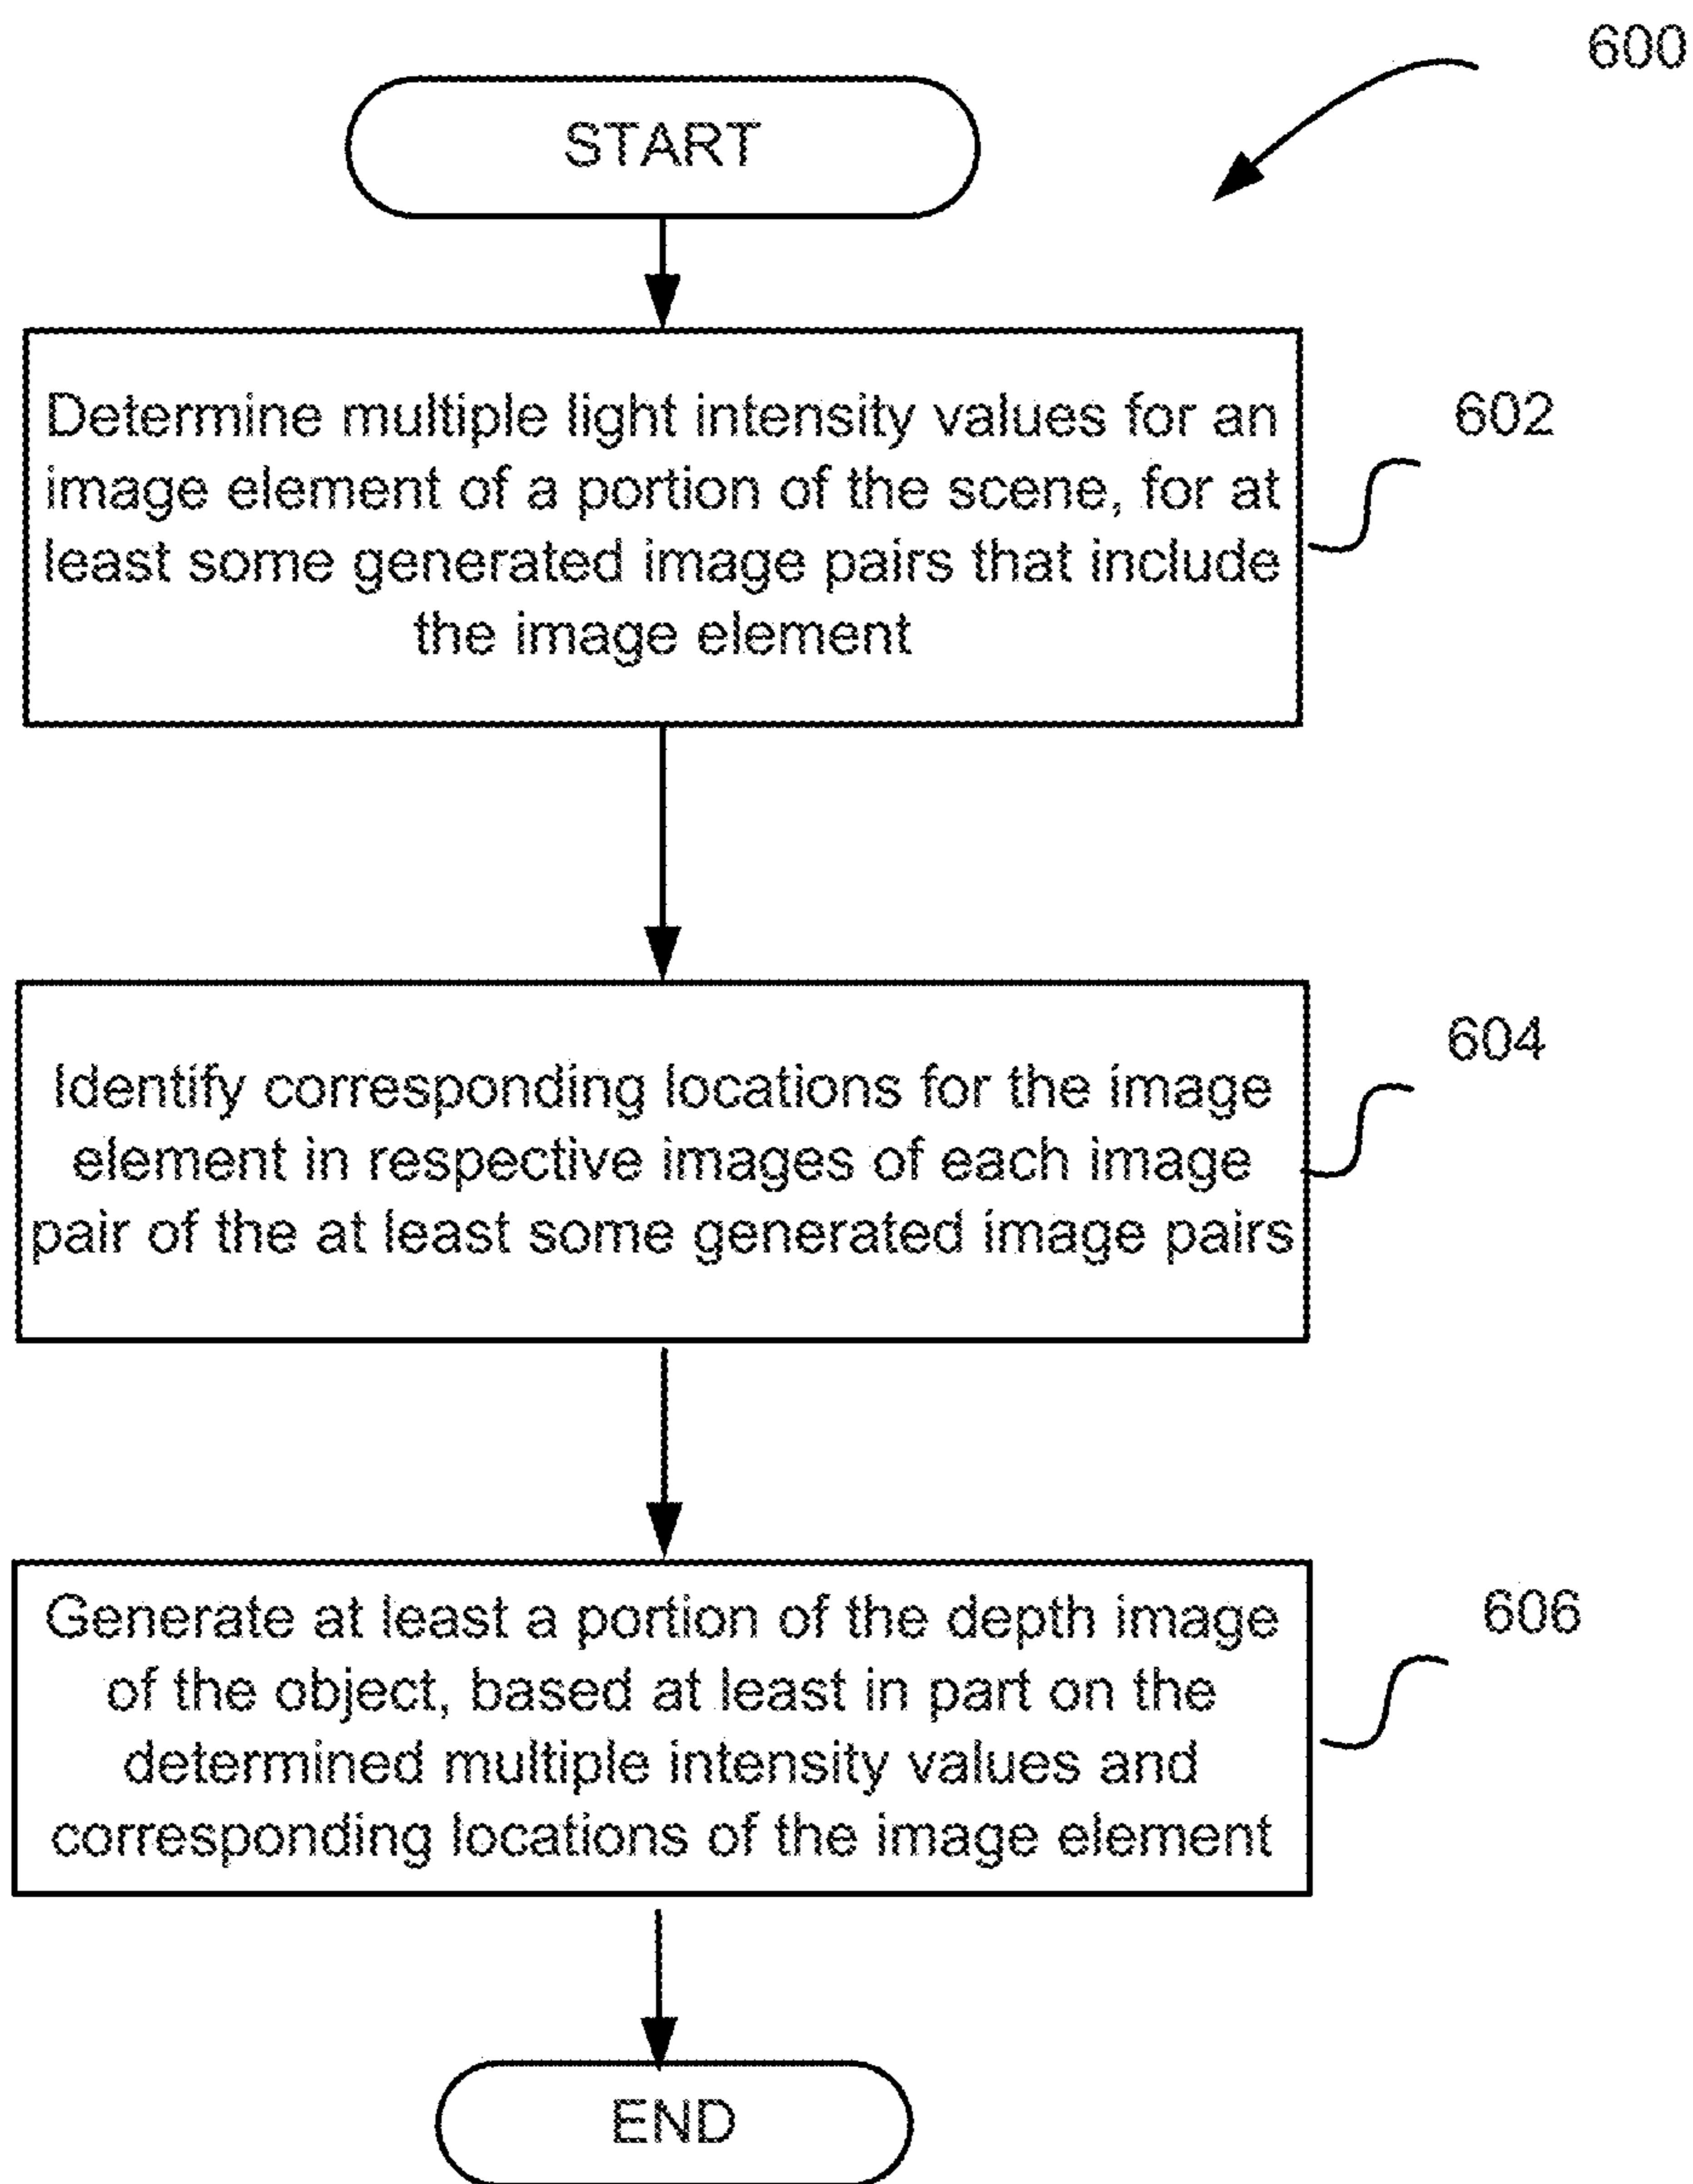 600
START
Determine multiple light intensity values for an
image element of a portion of the scene, for at
least some generated image pairs that include
the image element
602
Identify corresponding locations for the image
element in respective images of each image
pair of the at least some generated image pairs
604
Generate at least a portion of the depth image
of the object, based at least in part on the
determined multiple intensity values and
corresponding locations of the image element
606
END